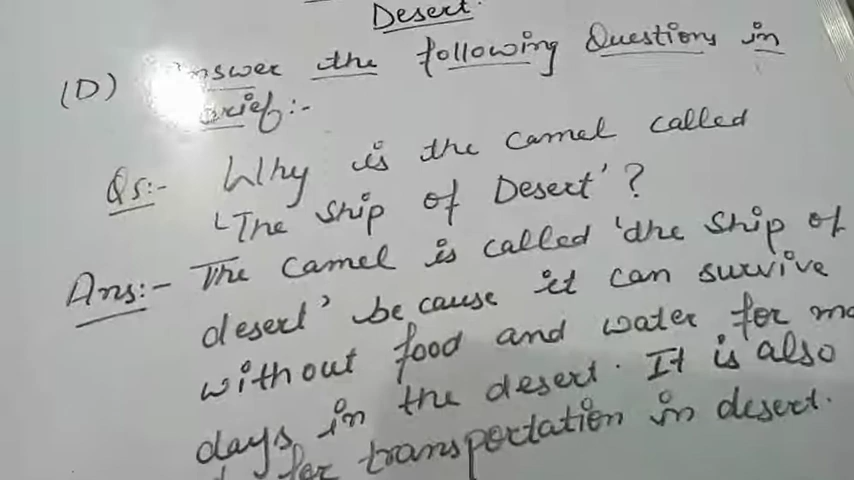 Desert.
(D) Answer the following Questions in
brief:-
Qs:- Why is the camel called
'The ship of Desert'?
Ans:- The camel is called 'the ship of
desert' because it can survive
without food and water for
days in the desert. It is also
for transportation in desert.